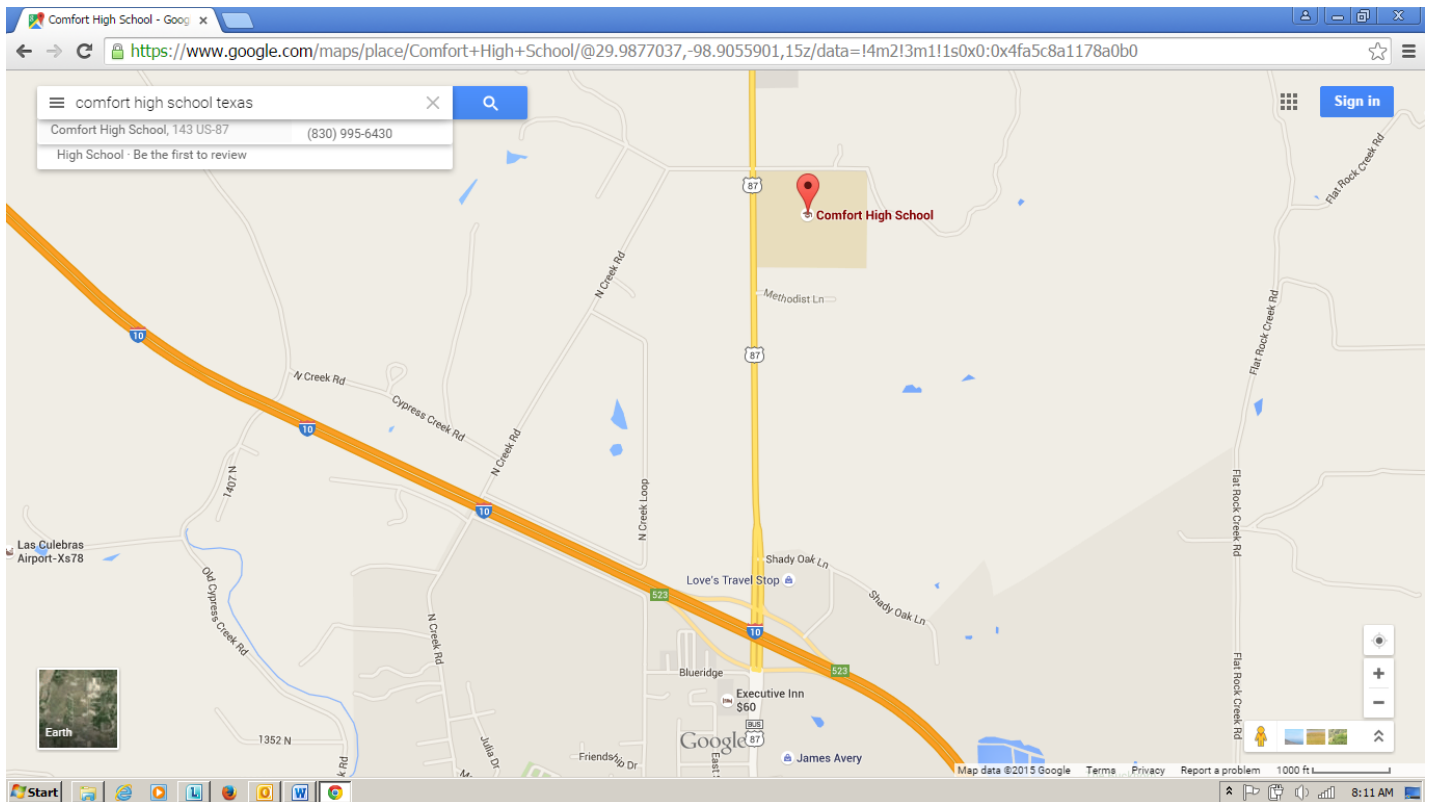 Comfort High School - Goog
https://www.google.com/maps/place/Comfort+High+School/@29.9877037,-98.9055901,15z/data=!4m2!3m1!1s0x0:0x4fa5c8a1178a0b0
comfort high school texas
Sign in
Comfort High School, 143 US-87
(830) 995-6430
High School · Be the first to review
Flat Rock Creek Rd
87
Comfort High School
N Creek Rd
Methodist Ln
Flat Rock Creek Rd
10
87
N Creek Rd
Cypress Creek Rd
10
N Creek Rd
1407 N
Flat Rock Creek Rd
N Creek Loop
10
Las Culebras
Airport-Xs78
Shady Oak Ln
Love's Travel Stop
Old Cypress Creek Rd
523
Shady Oak Ln
N Creek Rd
10
Blueridge
523
Flat Rock Creek Rd
Executive Inn
$60
Earth
BUS
87
1352 N
Google
Julia Dr
Friendship Dr
James Avery
Map data ©2015 Google
Terms
Privacy
Report a problem
1000 ft
Start
8:11 AM